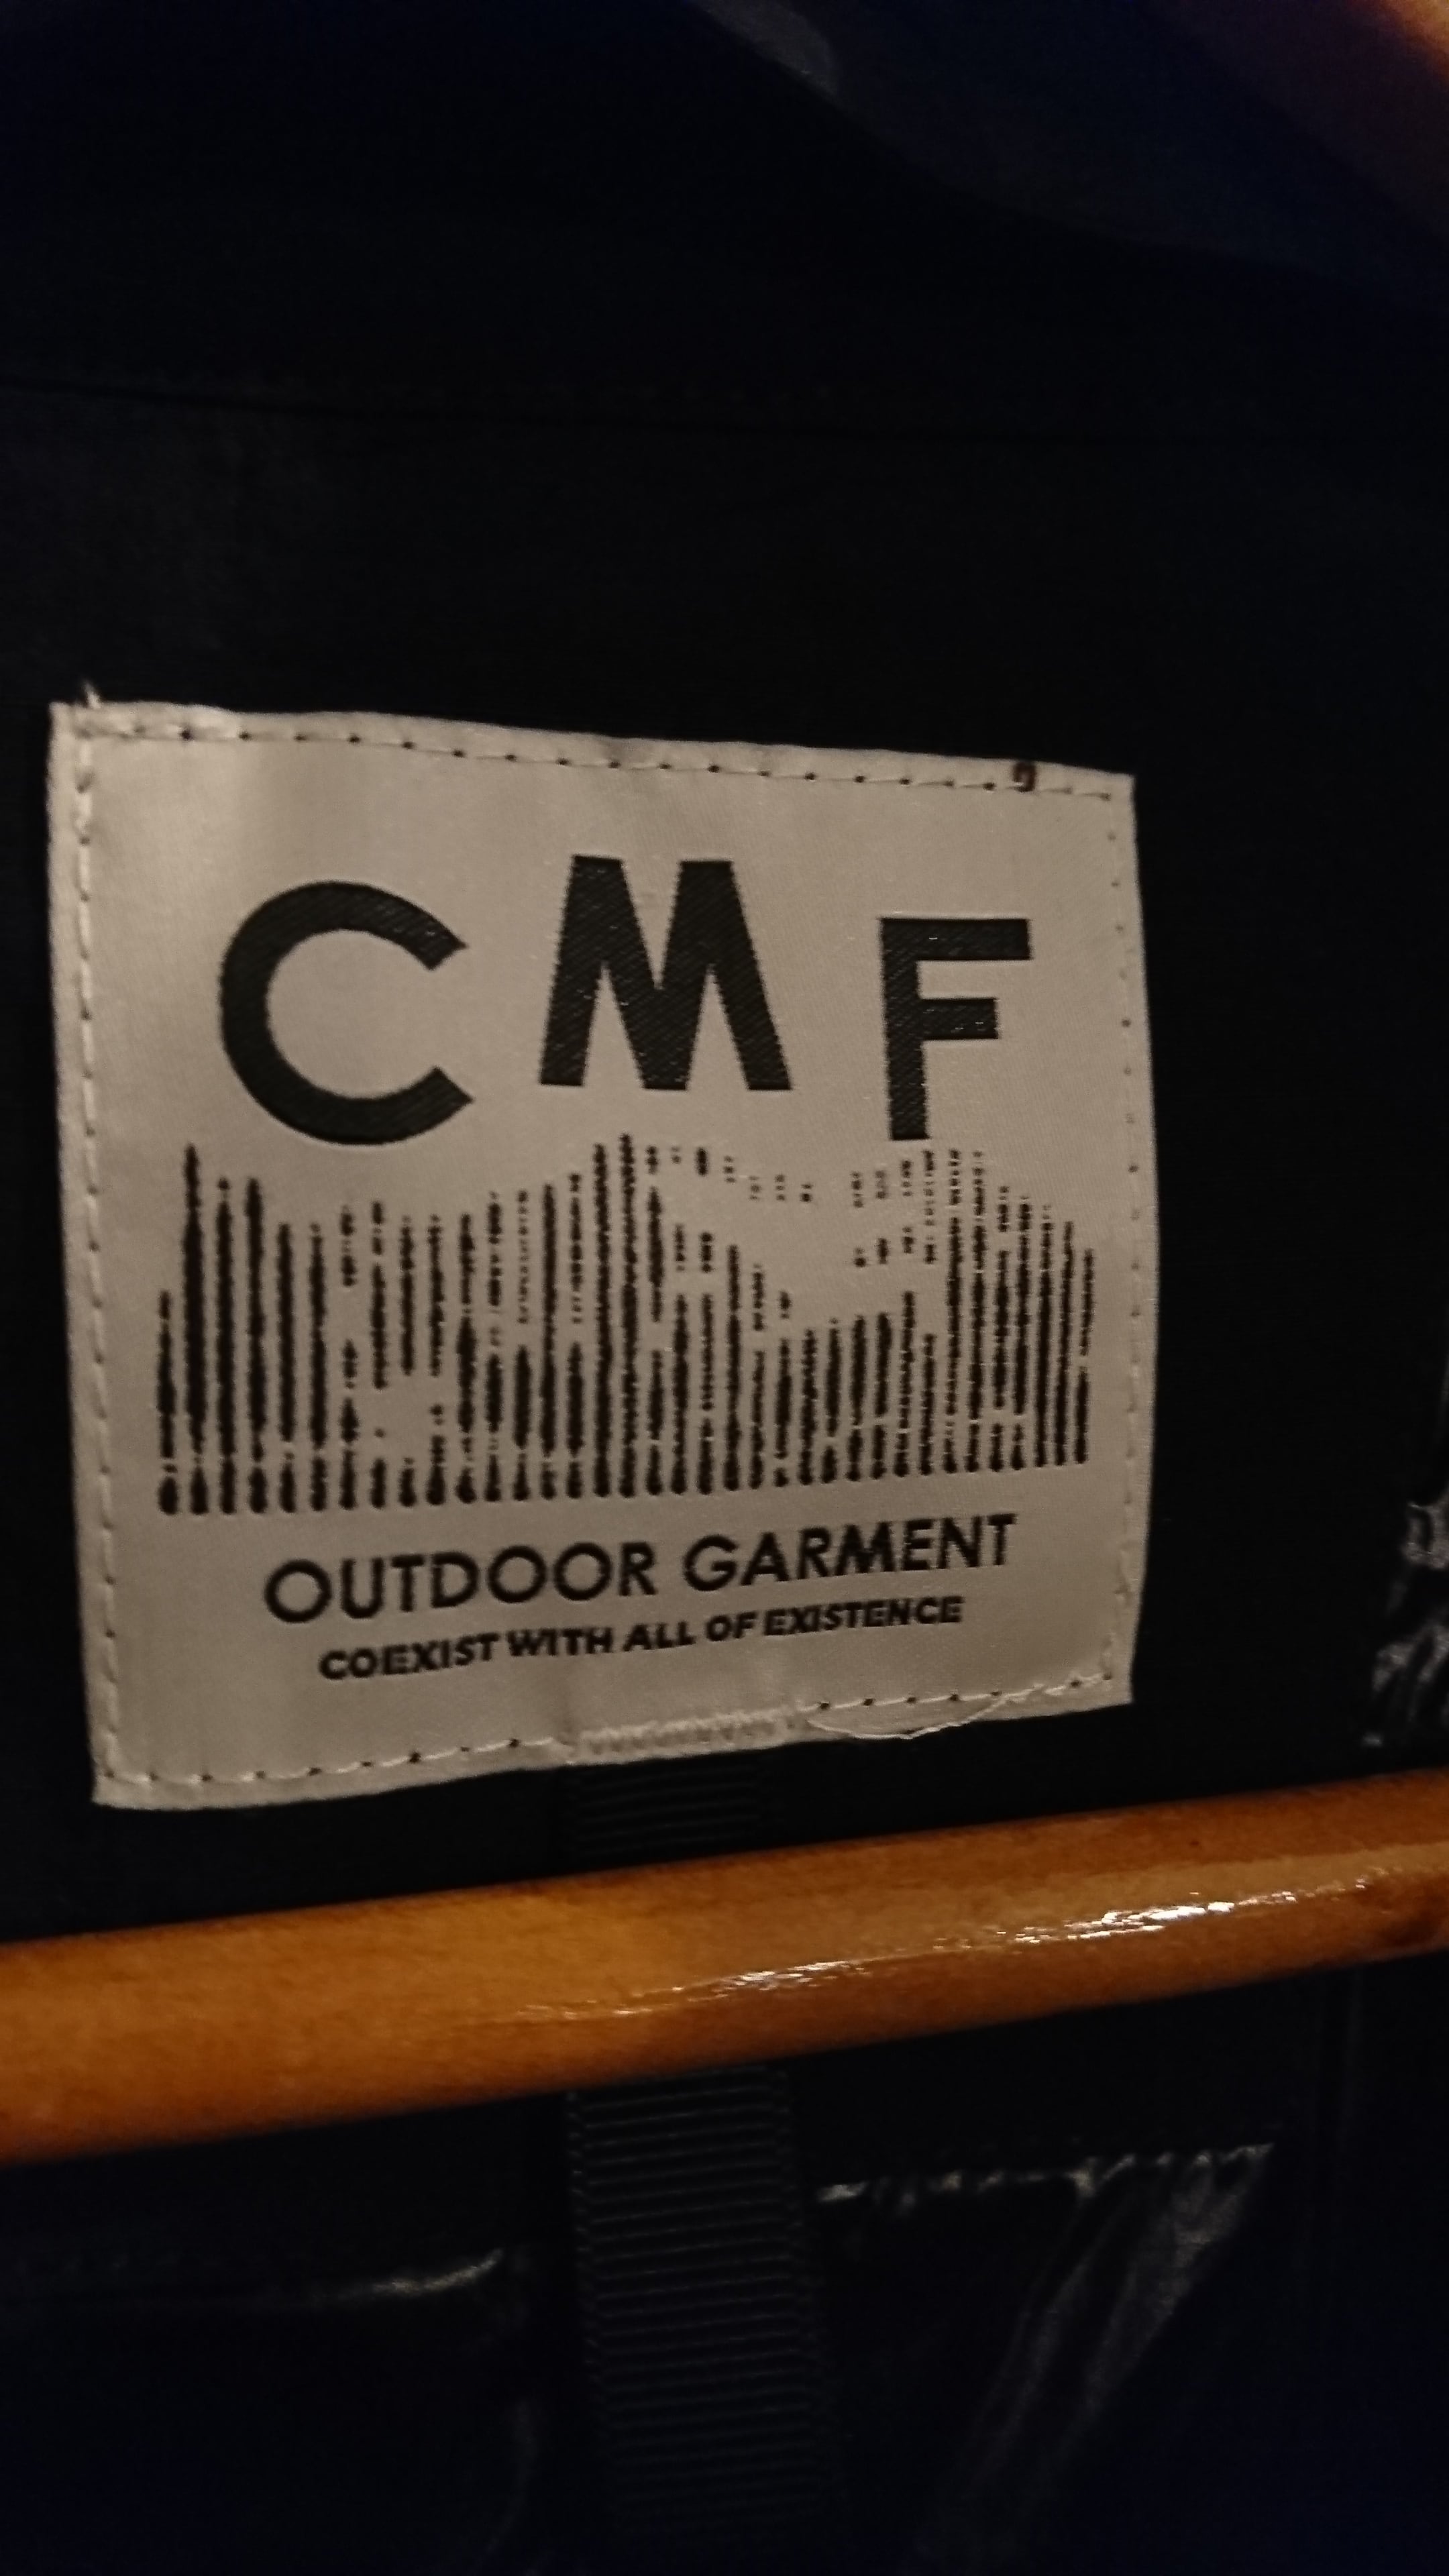 CMF
OUTDOOR GARMENT
COEXIST WITH ALL OF EXISTENCE